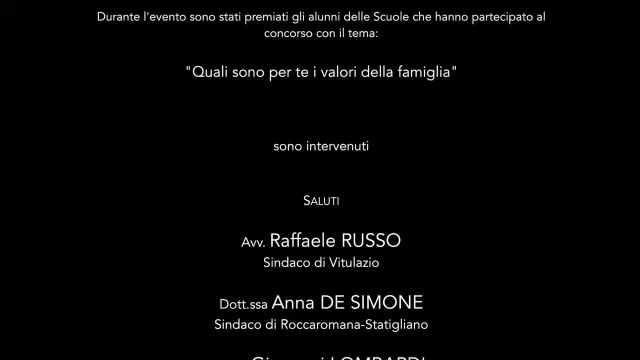 Durante l'evento sono stati premiati gli alunni delle Scuole che hanno partecipato al
concorso con il tema:
"Quali sono per te i valori della famiglia"
sono intervenuti
SALUTI
Avv. Raffaele RUSSO
Sindaco di Vitulazio
Dott.ssa Anna DE SIMONE
Sindaco di Roccaromana-Statigliano
Giovanni LOMBARDI